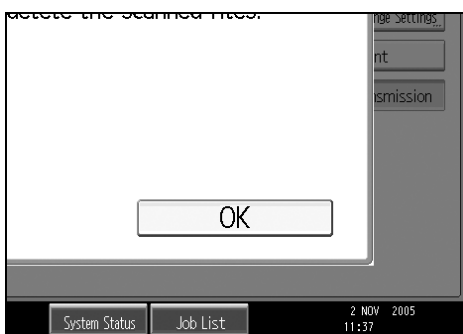 delete the scanned files.
nge Settings
nt
smission
OK
System Status
Job List
2 NOV 2005
11:37